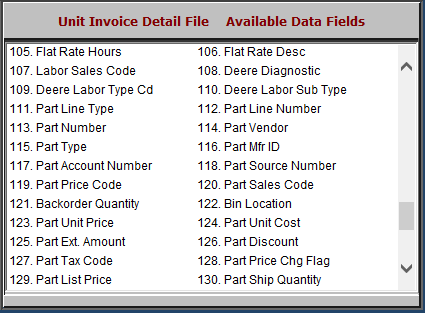 Unit Invoice Detail File Available Data Fields
105. Flat Rate Hours 106. Flat Rate Desc
107. Labor Sales Code 108. Deere Diagnostic
109. Deere Labor Type Cd 110. Deere Labor Sub Type
111. Part Line Type 112. Part Line Number
113. Part Number 114. Part Vendor
115. Part Type 116. Part Mfr ID
117. Part Account Number 118. Part Source Number
119. Part Price Code 120. Part Sales Code
121. Backorder Quantity 122. Bin Location
123. Part Unit Price 124. Part Unit Cost
125. Part Ext. Amount 126. Part Discount
127. Part Tax Code 128. Part Price Chg Flag
129. Part List Price 130. Part Ship Quantity